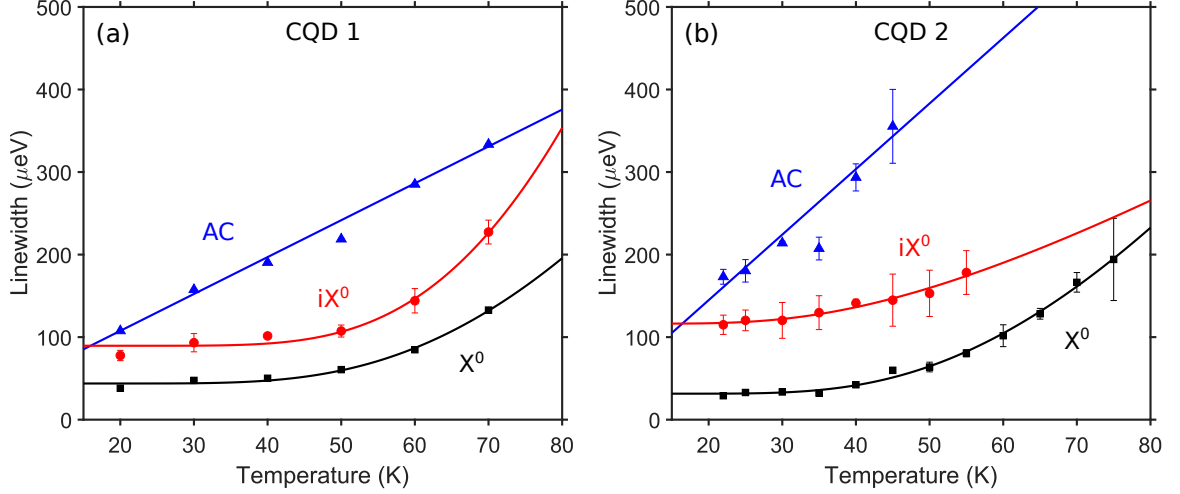 (a) CQD 1
500
400
300
200
100
0
Linewidth (μeV)
AC
iX⁰
X⁰
20 30 40 50 60 70 80
Temperature (K)
(b) CQD 2
500
400
300
200
100
0
Linewidth (μeV)
AC
iX⁰
X⁰
20 30 40 50 60 70 80
Temperature (K)